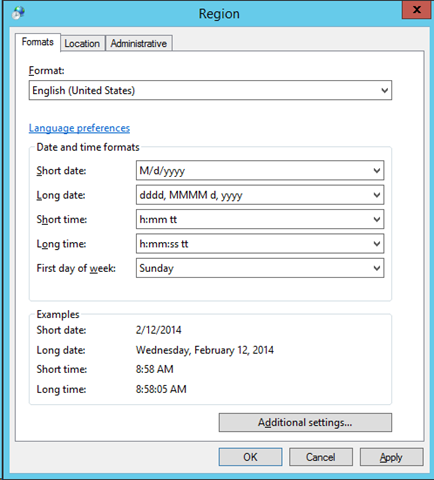 Region
x
Formats Location Administrative
Format:
English (United States)
Language preferences
Date and time formats
Short date: M/d/yyyy
Long date: dddd, MMMM d, yyyy
Short time: h:mm tt
Long time: h:mm:ss tt
First day of week: Sunday
Examples
Short date: 2/12/2014
Long date: Wednesday, February 12, 2014
Short time: 8:58 AM
Long time: 8:58:05 AM
Additional settings...
OK Cancel Apply